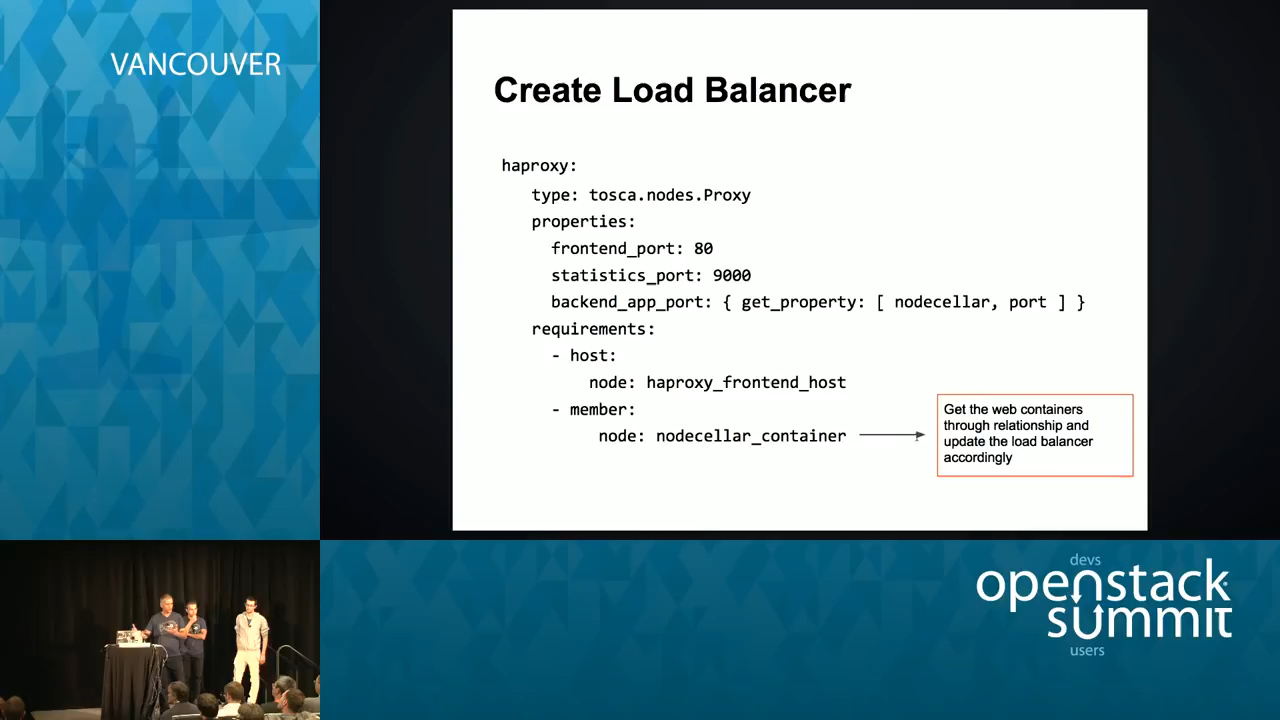 VANCOUVER
Create Load Balancer
haproxy:
type: tosca.nodes.Proxy
properties:
frontend_port: 80
statistics_port: 9000
backend_app_port: { get_property: [ nodecellar, port ] }
requirements:
- host:
node: haproxy_frontend_host
- member:
node: nodecellar_container
Get the web containers
through relationship and
update the load balancer
accordingly
devs
openstack
summit
users